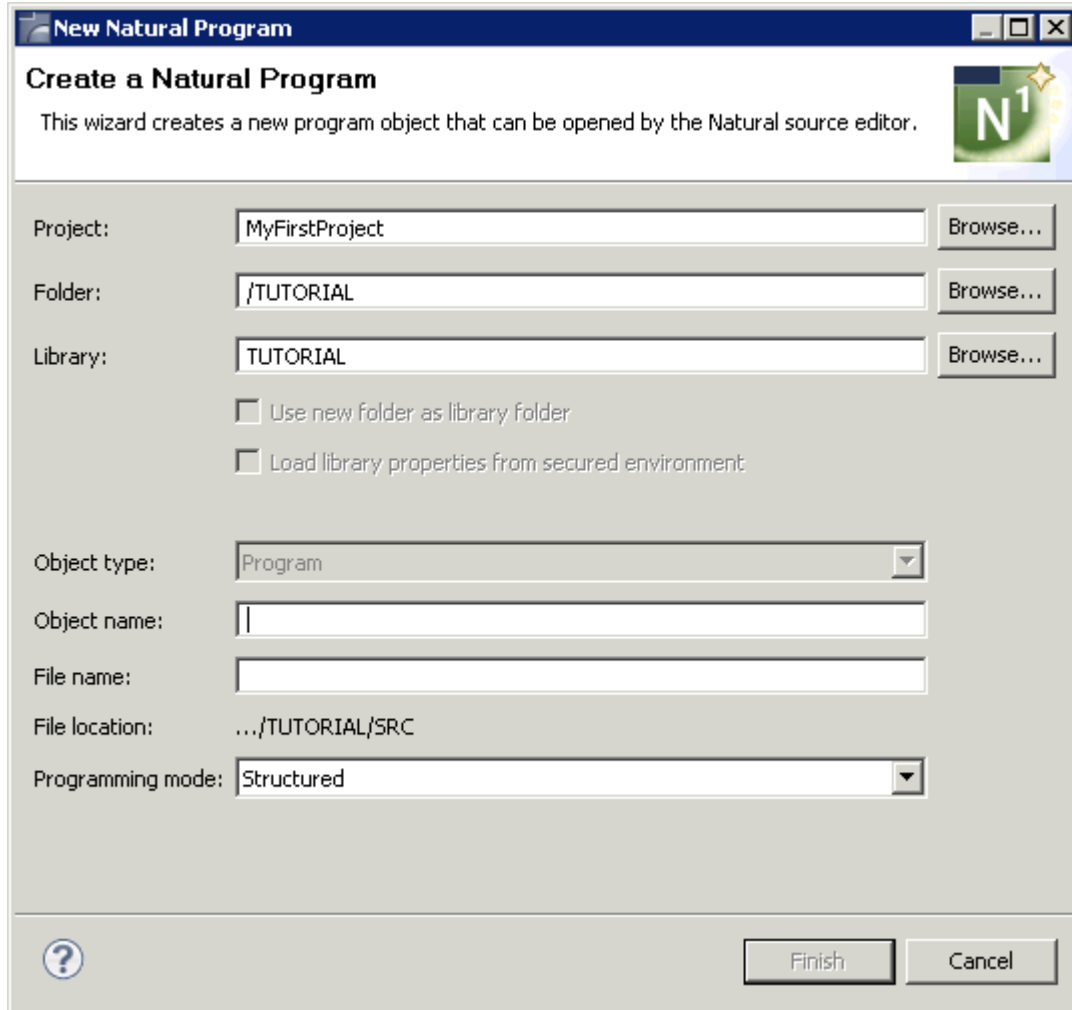 New Natural Program
Create a Natural Program
This wizard creates a new program object that can be opened by the Natural source editor.
N1
Project: MyFirstProject Browse...
Folder: /TUTORIAL Browse...
Library: TUTORIAL Browse...
Use new folder as library folder
Load library properties from secured environment
Object type: Program
Object name:
File name:
File location: .../TUTORIAL/SRC
Programming mode: Structured
? Finish Cancel